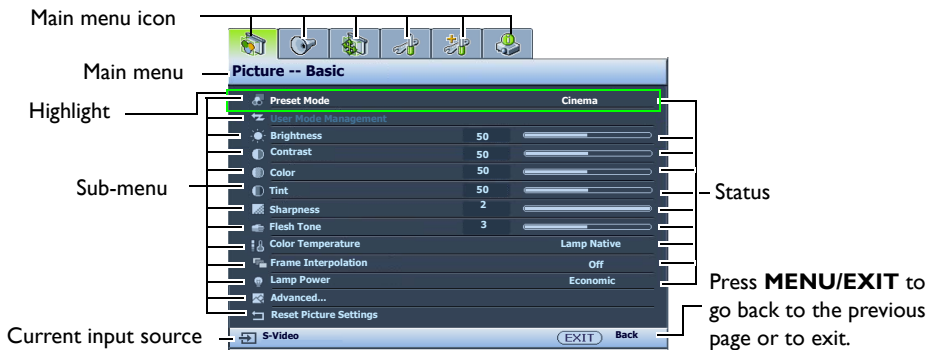 Main menu icon
Main menu
Picture -- Basic
Highlight
Preset Mode Cinema
User Mode Management
Brightness 50
Contrast 50
Color 50
Sub-menu
Tint 50
Status
Sharpness 2
Flesh Tone 3
Color Temperature Lamp Native
Frame Interpolation Off
Lamp Power Economic
Advanced...
Reset Picture Settings
Press MENU/EXIT to
go back to the previous
page or to exit.
Current input source
S-Video EXIT Back